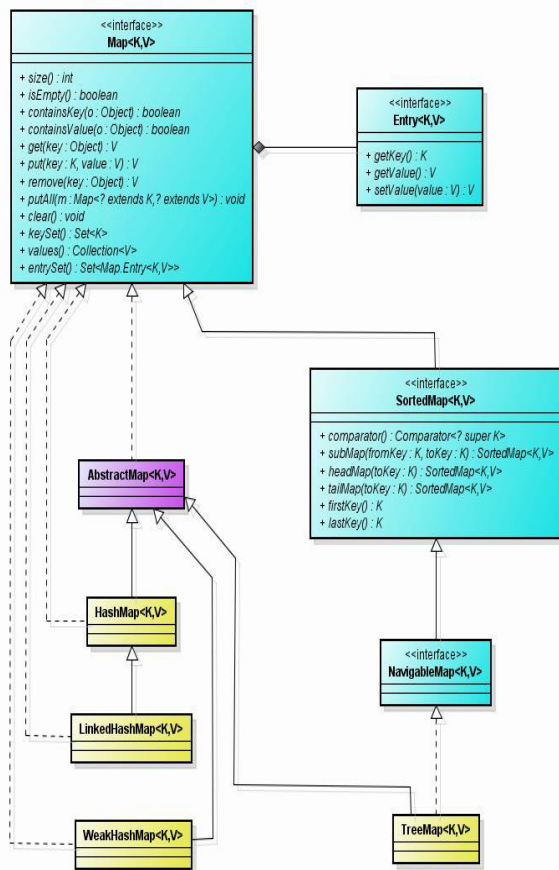 <<interface>>
Map<K,V>
+ size() : int
+ isEmpty() : boolean
+ containsKey(o : Object) : boolean
+ containsValue(o : Object) : boolean
+ get(key : Object) : V
+ put(key : K, value : V) : V
+ remove(key : Object) : V
+ putAll(m : Map<? extends K,? extends V>) : void
+ clear() : void
+ keySet() : Set<K>
+ values() : Collection<V>
+ entrySet() : Set<Map.Entry<K,V>>
<<interface>>
Entry<K,V>
+ getKey() : K
+ getValue() : V
+ setValue(value : V) : V
<<interface>>
SortedMap<K,V>
+ comparator() : Comparator<? super K>
+ subMap(fromKey : K, toKey : K) : SortedMap<K,V>
+ headMap(toKey : K) : SortedMap<K,V>
+ tailMap(toKey : K) : SortedMap<K,V>
+ firstKey() : K
+ lastKey() : K
AbstractMap<K,V>
HashMap<K,V>
<<interface>>
NavigableMap<K,V>
LinkedHashMap<K,V>
WeakHashMap<K,V>
TreeMap<K,V>